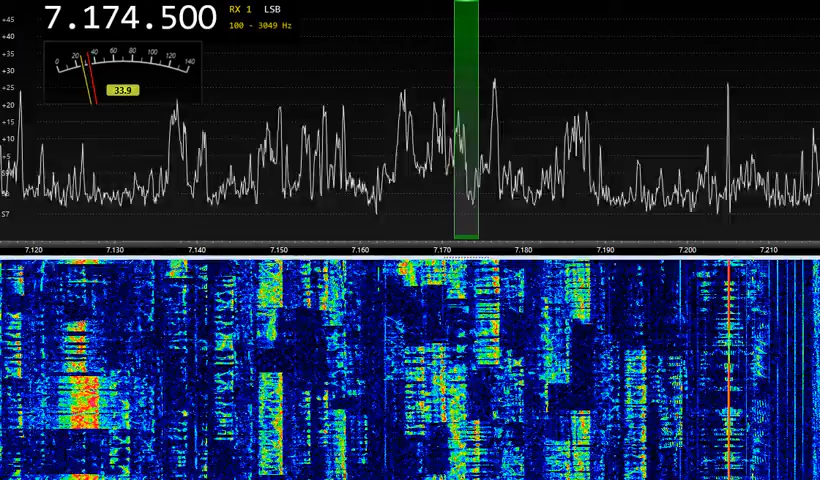 7.174.500 RX 1 LSB
100 - 3049 Hz
+45
+40
+35
+30
+25
+20
+15
+10
+5
S9
S8
S7
0 20 40 60 80 100 120 140
33.9
7.120 7.130 7.140 7.150 7.160 7.170 7.180 7.190 7.200 7.210